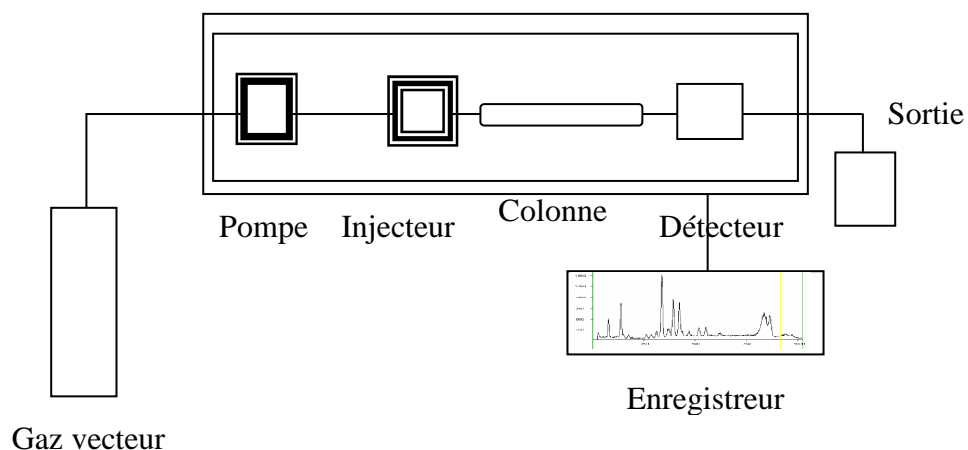 Sortie
Pompe
Injecteur
Colonne
Détecteur
Enregistreur
Gaz vecteur